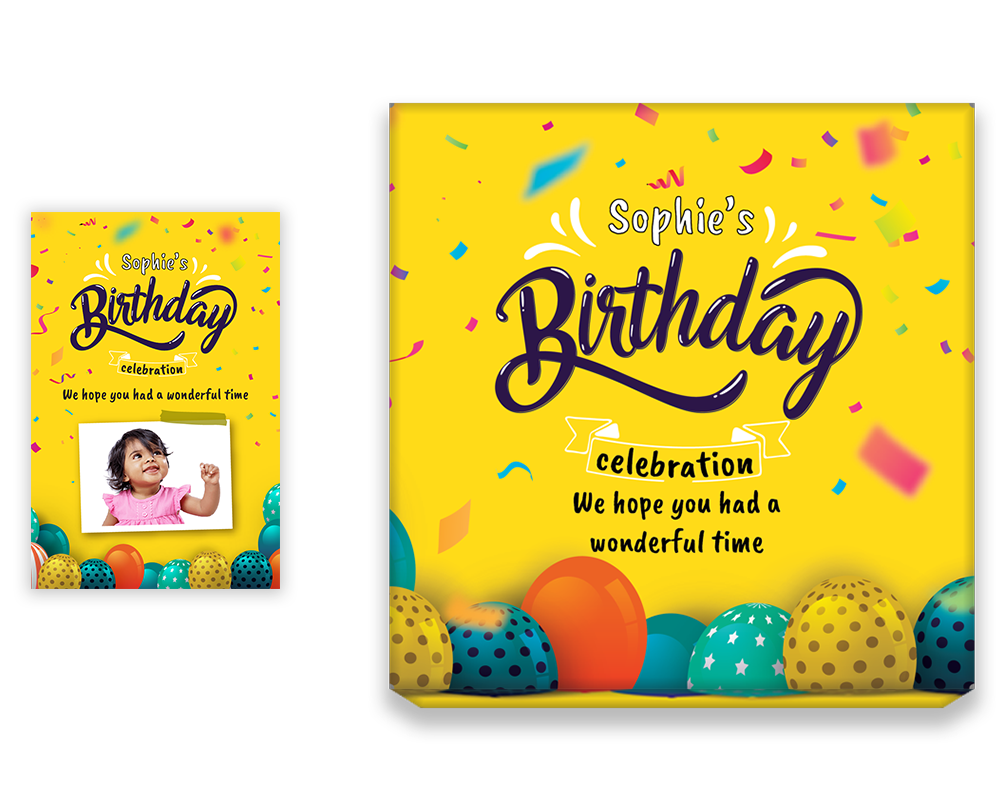 Sophie's
Birthday
celebration
We hope you had a wonderful time
Sophie's
Birthday
celebration
We hope you had a
wonderful time